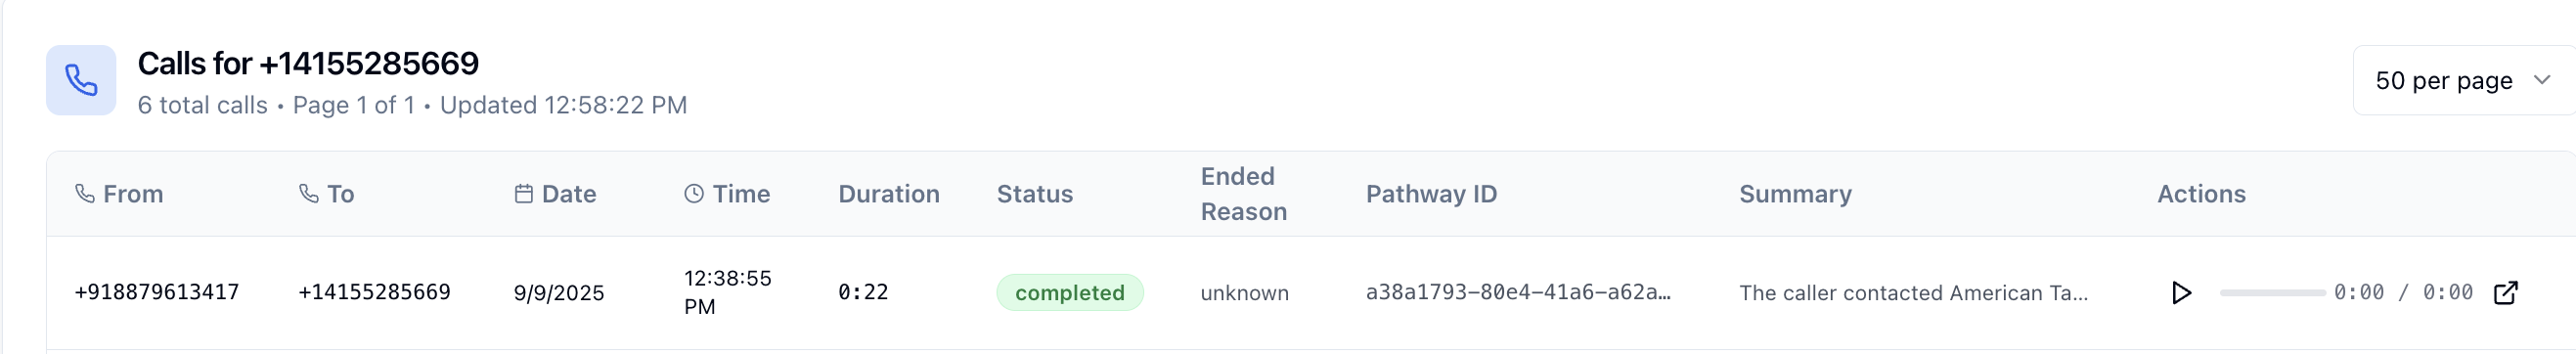 Calls for +14155285669
6 total calls • Page 1 of 1 • Updated 12:58:22 PM
50 per page
From To Date Time Duration Status Ended Reason Pathway ID Summary Actions
+918879613417 +14155285669 9/9/2025 12:38:55 PM 0:22 completed unknown a38a1793-80e4-41a6-a62a… The caller contacted American Ta... 0:00 / 0:00